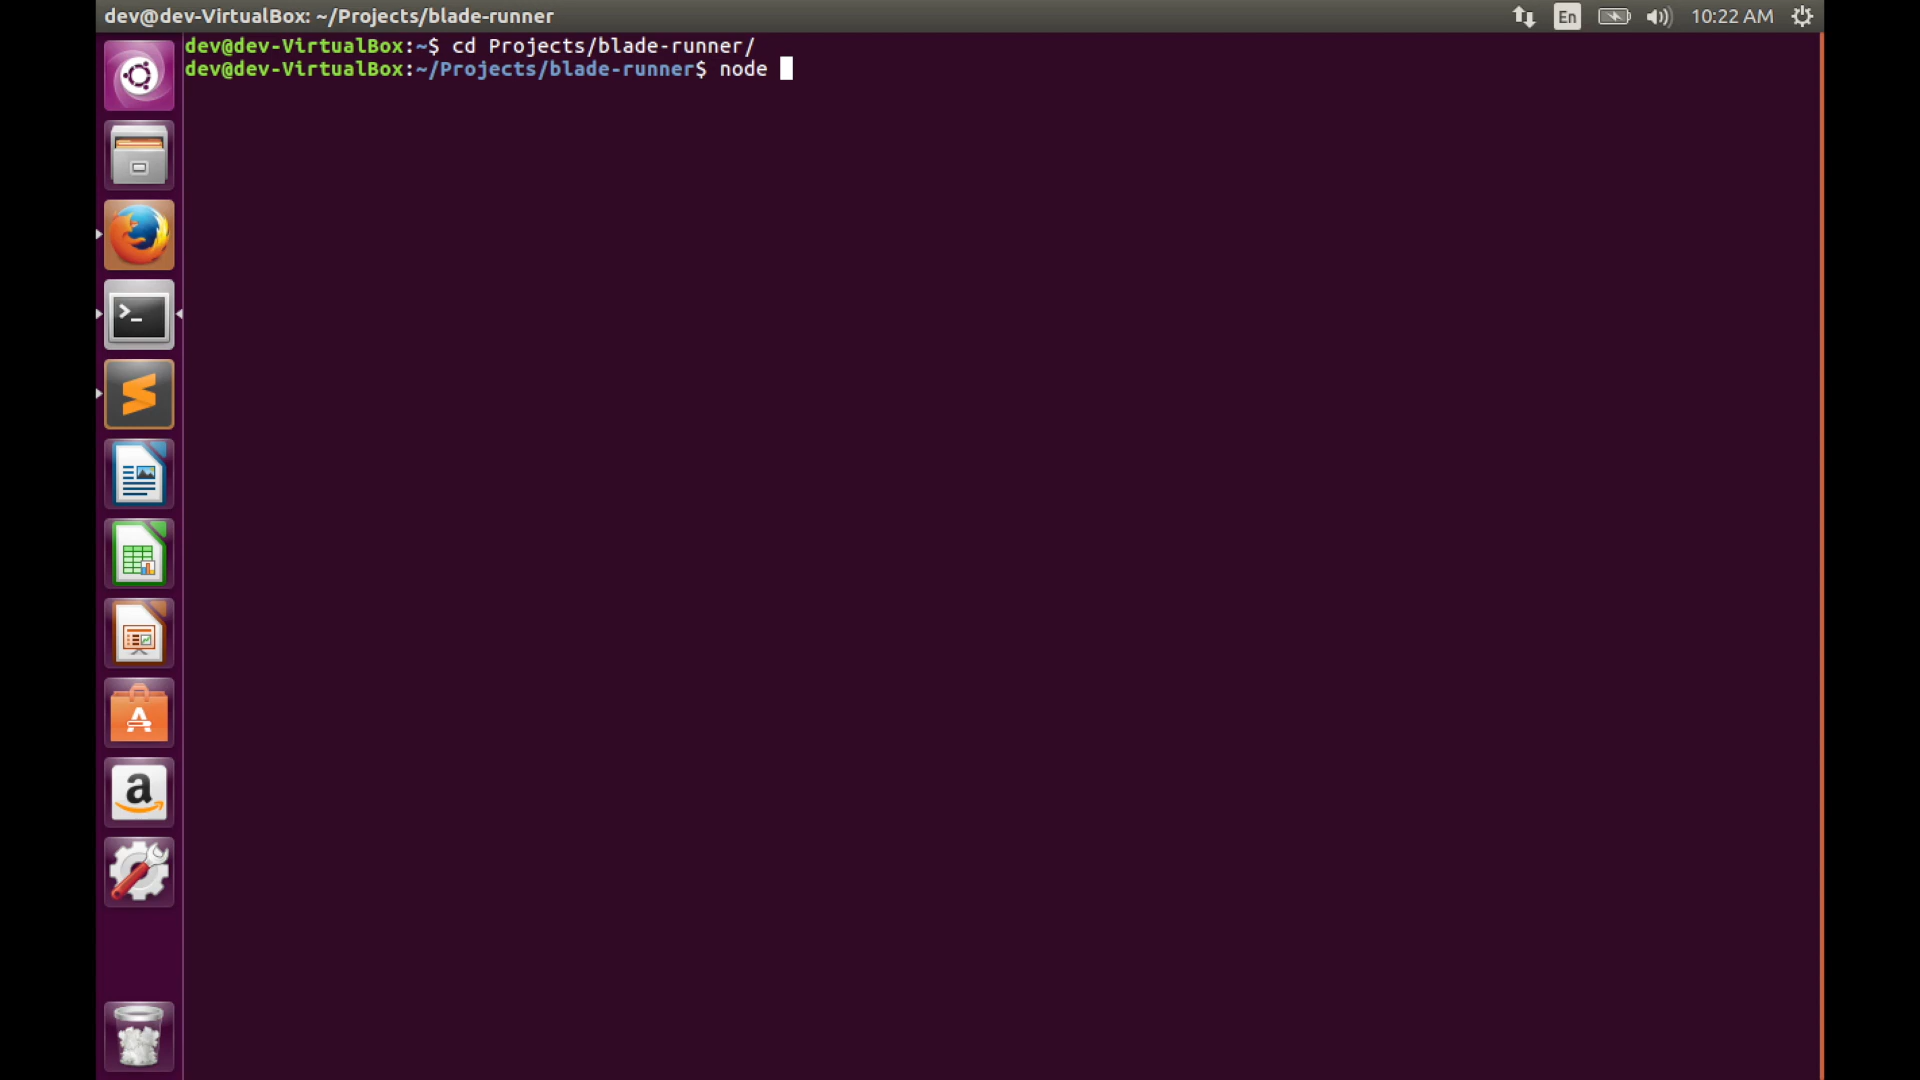 dev@dev-VirtualBox: ~/Projects/blade-runner
En
10:22 AM
dev@dev-VirtualBox:~$ cd Projects/blade-runner/
dev@dev-VirtualBox:~/Projects/blade-runner$ node